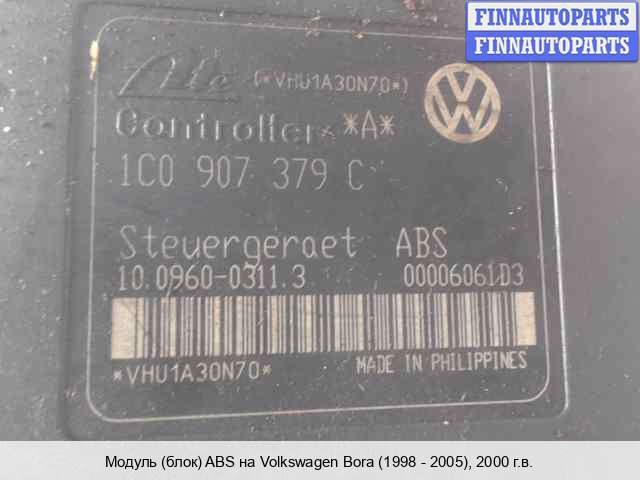 FINNAUTOPARTS
FINNAUTOPARTS
Ate (*VHU1A30N70*)
Controller *A*
1C0 907 379 C
Steuergeraet ABS
10.0960-0311.3 00006061D3
*VHU1A30N70* MADE IN PHILIPPINES
Модуль (блок) ABS на Volkswagen Bora (1998 - 2005), 2000 г.в.